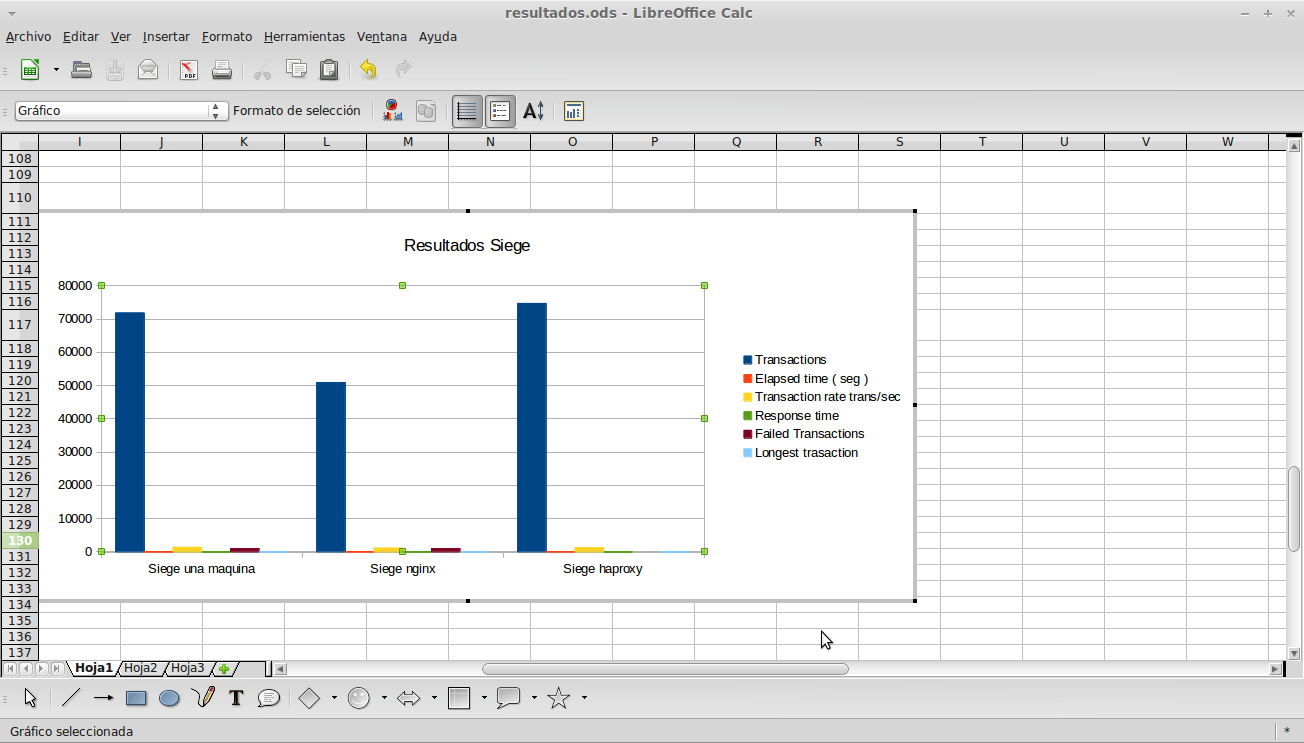 resultados.ods - LibreOffice Calc
Archivo Editar Ver Insertar Formato Herramientas Ventana Ayuda
PDF
Gráfico Formato de selección
A
I J K L M N O P Q R S T U V W
108
109
110
111
112
113
114
115
116
117
118
119
120
121
122
123
124
125
126
127
128
129
130
131
132
133
134
135
136
137
Resultados Siege
80000
70000
60000
50000
40000
30000
20000
10000
0
Siege una maquina Siege nginx Siege haproxy
Transactions
Elapsed time ( seg )
Transaction rate trans/sec
Response time
Failed Transactions
Longest trasaction
Hoja1 Hoja2 Hoja3
T
Gráfico seleccionada *